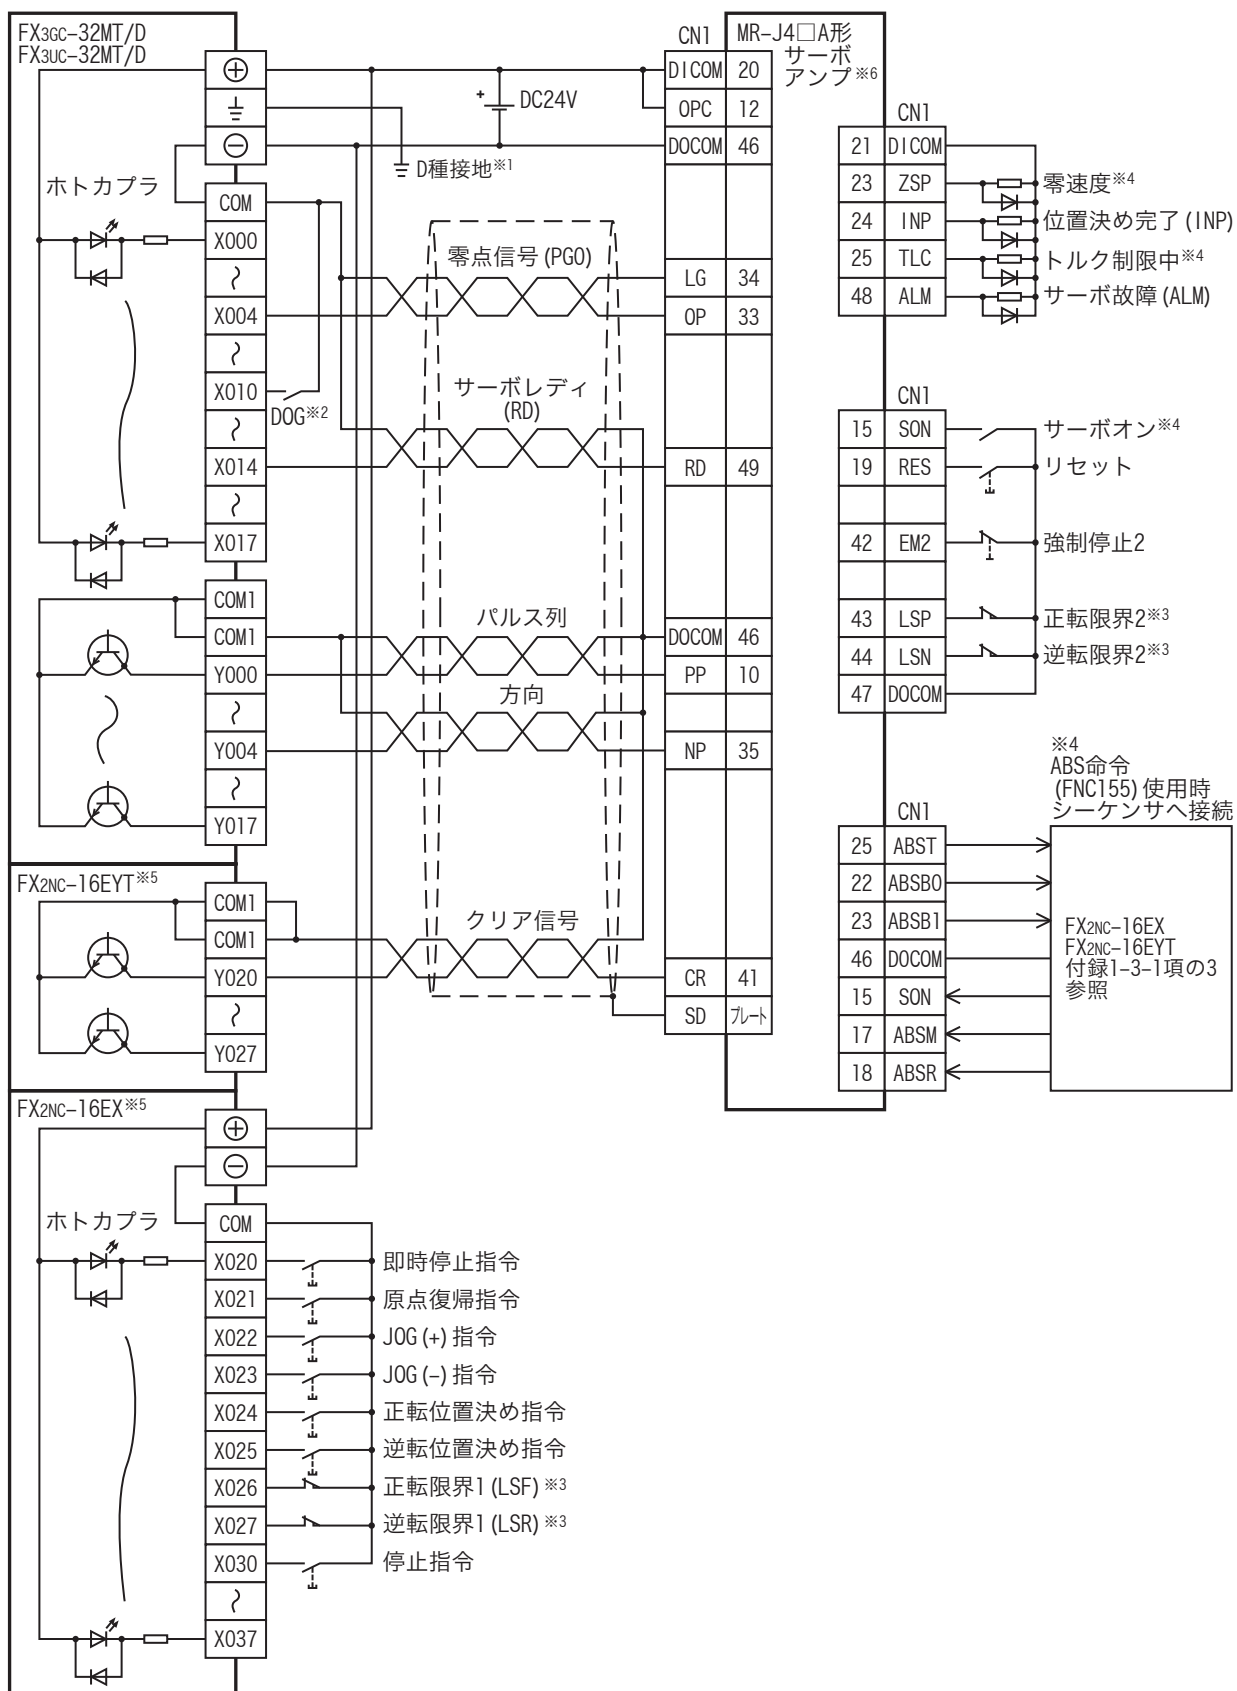 FX3GC-32MT/D
FX3UC-32MT/D
ホトカプラ
COM
X000
X004
X010
X014
X017
COM1
COM1
Y000
Y004
Y017
DC24V
D種接地※1
零点信号(PG0)
DOG※2
サーボレディ
(RD)
パルス列
方向
クリア信号
CN1
MR-J4□A形
サーボ
アンプ※6
DICOM 20
OPC 12
DOCOM 46
LG 34
OP 33
RD 49
DOCOM 46
PP 10
NP 35
CR 41
SD プレート
CN1
21 DICOM
23 ZSP 零速度※4
24 INP 位置決め完了(INP)
25 TLC トルク制限中※4
48 ALM サーボ故障(ALM)
CN1
15 SON サーボオン※4
19 RES リセット
42 EM2 強制停止2
43 LSP 正転限界2※3
44 LSN 逆転限界2※3
47 DOCOM
※4
ABS命令
(FNC155)使用時
シーケンサへ接続
CN1
25 ABST
22 ABSB0
23 ABSB1
46 DOCOM
15 SON
17 ABSM
18 ABSR
FX2NC-16EX
FX2NC-16EYT
付録1-3-1項の3
参照
FX2NC-16EYT※5
COM1
COM1
Y020
Y027
FX2NC-16EX※5
ホトカプラ
COM
X020 即時停止指令
X021 原点復帰指令
X022 JOG(+)指令
X023 JOG(-)指令
X024 正転位置決め指令
X025 逆転位置決め指令
X026 正転限界1(LSF)※3
X027 逆転限界1(LSR)※3
X030 停止指令
X037